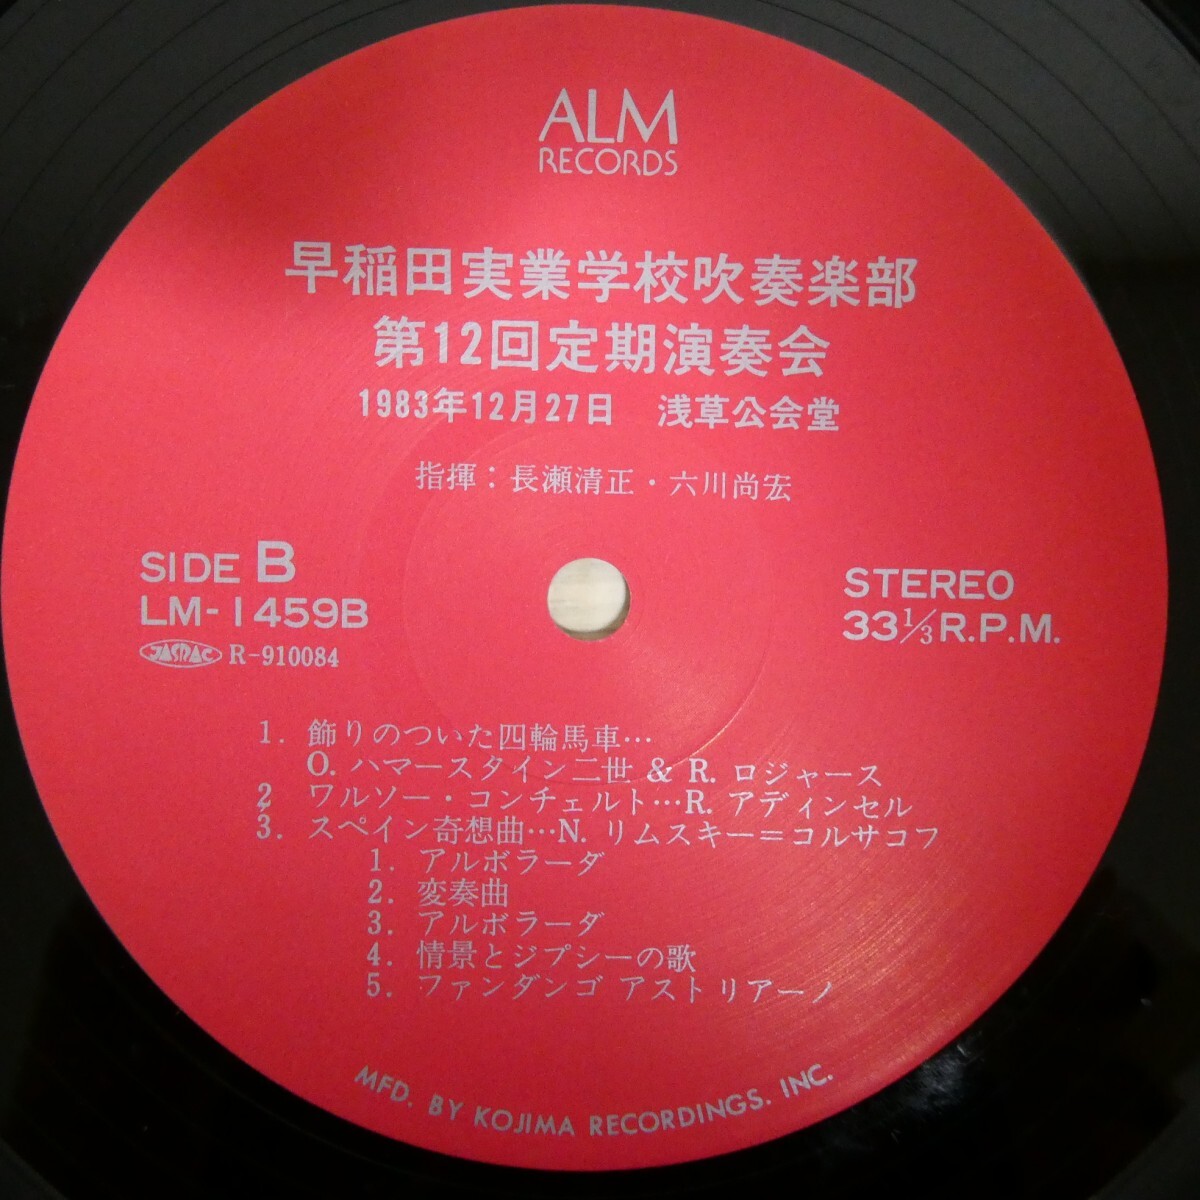 ALM
RECORDS
早稲田実業学校吹奏楽部
第12回定期演奏会
1983年12月27日　浅草公会堂
指揮：長瀬清正・六川尚宏
SIDE B
LM-1459B
JASRAC R-910084
STEREO
33 1/3 R.P.M.
1. 飾りのついた四輪馬車…
O. ハマースタイン二世 & R. ロジャース
2. ワルソー・コンチェルト…R. アディンセル
3. スペイン奇想曲…N. リムスキー＝コルサコフ
1. アルボラーダ
2. 変奏曲
3. アルボラーダ
4. 情景とジプシーの歌
5. ファンダンゴ アストリアーノ
MFD. BY KOJIMA RECORDINGS, INC.